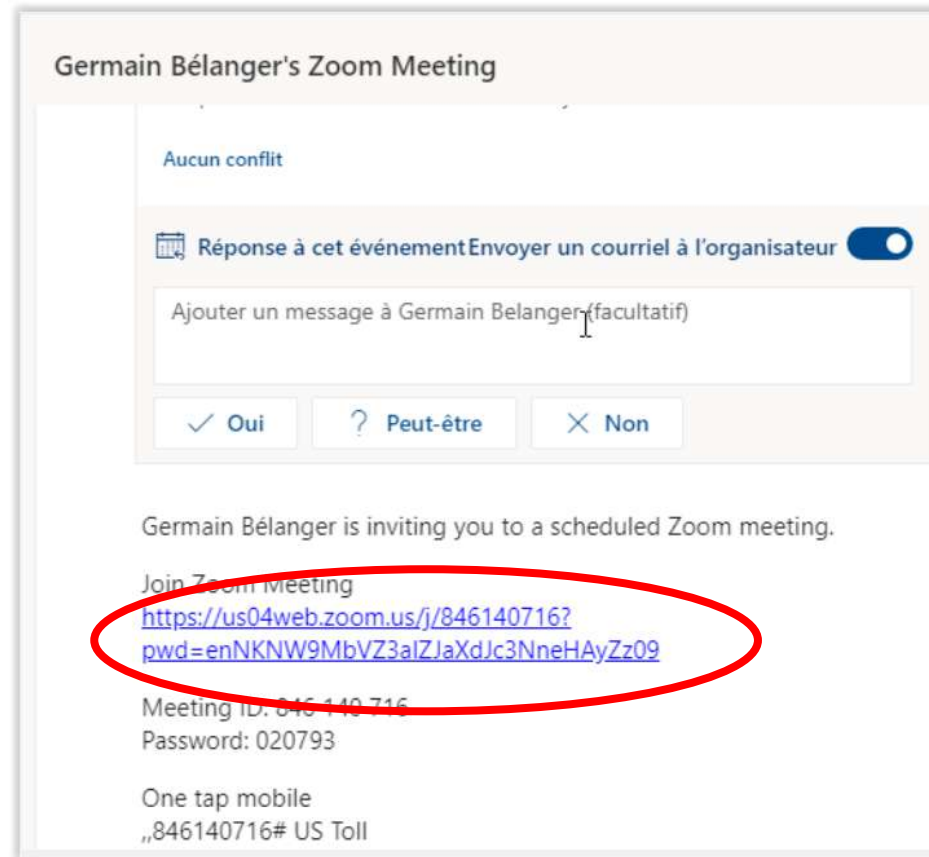 Germain Bélanger's Zoom Meeting
Aucun conflit
Réponse à cet événement Envoyer un courriel à l'organisateur
Ajouter un message à Germain Belanger (facultatif)
Oui
? Peut-être
Non
Germain Bélanger is inviting you to a scheduled Zoom meeting.
Join Zoom Meeting
https://us04web.zoom.us/j/846140716?
pwd=enNKNW9MbVZ3alZJaXdJc3NneHAyZz09
Meeting ID: 846 140 716
Password: 020793
One tap mobile
,,846140716# US Toll